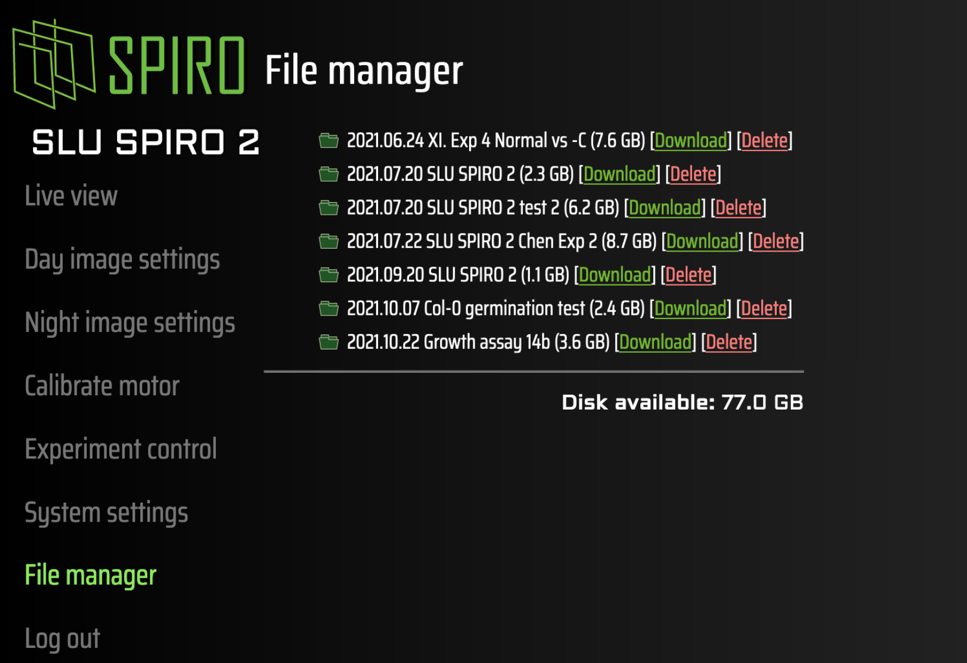 SPIRO
File manager
SLU SPIRO 2
Live view
Day image settings
Night image settings
Calibrate motor
Experiment control
System settings
File manager
Log out
2021.06.24 XI. Exp 4 Normal vs -C (7.6 GB) [Download] [Delete]
2021.07.20 SLU SPIRO 2 (2.3 GB) [Download] [Delete]
2021.07.20 SLU SPIRO 2 test 2 (6.2 GB) [Download] [Delete]
2021.07.22 SLU SPIRO 2 Chen Exp 2 (8.7 GB) [Download] [Delete]
2021.09.20 SLU SPIRO 2 (1.1 GB) [Download] [Delete]
2021.10.07 Col-0 germination test (2.4 GB) [Download] [Delete]
2021.10.22 Growth assay 14b (3.6 GB) [Download] [Delete]
Disk available: 77.0 GB